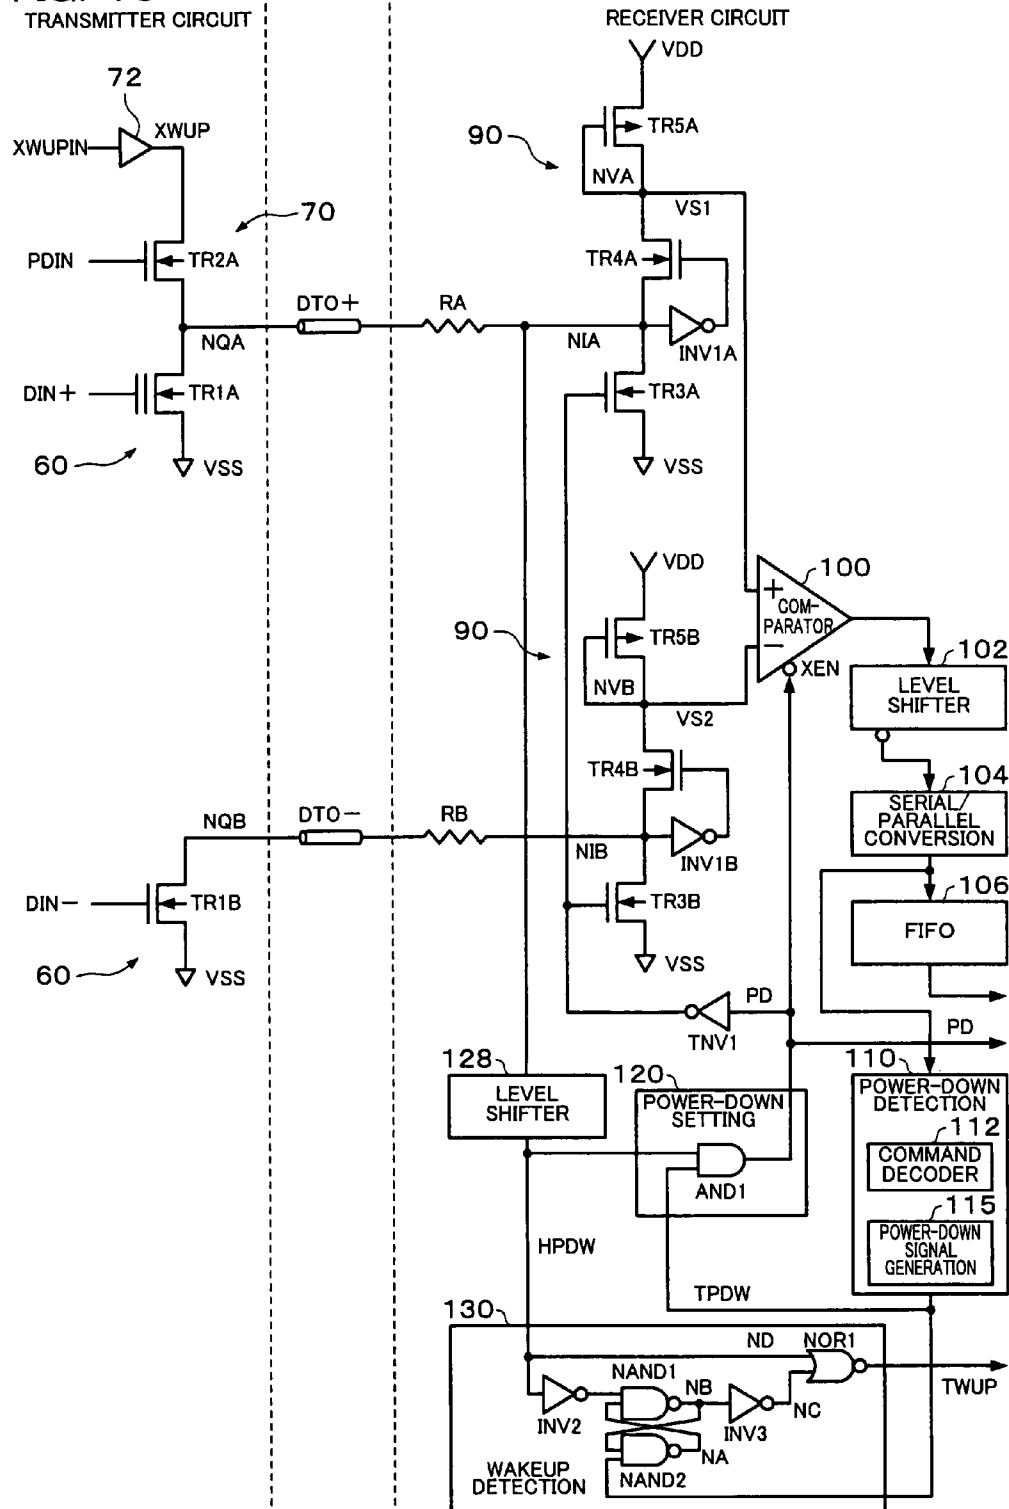 TRANSMITTER CIRCUIT
RECEIVER CIRCUIT
VDD
72
XWUPIN
XWUP
90
TR5A
NVA
VS1
70
PDIN
TR2A
TR4A
DTO+
RA
NQA
NIA
INV1A
DIN+
TR1A
TR3A
60
VSS
VSS
VDD
100
+
COM-
PARATOR
−
90
TR5B
XEN
102
LEVEL
SHIFTER
NVB
VS2
TR4B
104
SERIAL/
PARALLEL
CONVERSION
DTO−
RB
NQB
NIB
INV1B
106
FIFO
DIN−
TR1B
TR3B
60
VSS
VSS
PD
TNV1
PD
128
LEVEL
SHIFTER
120
POWER-DOWN
SETTING
AND1
110
POWER-DOWN
DETECTION
112
COMMAND
DECODER
115
POWER-DOWN
SIGNAL
GENERATION
HPDW
TPDW
130
ND
NOR1
TWUP
NAND1
NB
INV2
INV3
NC
NA
NAND2
WAKEUP
DETECTION